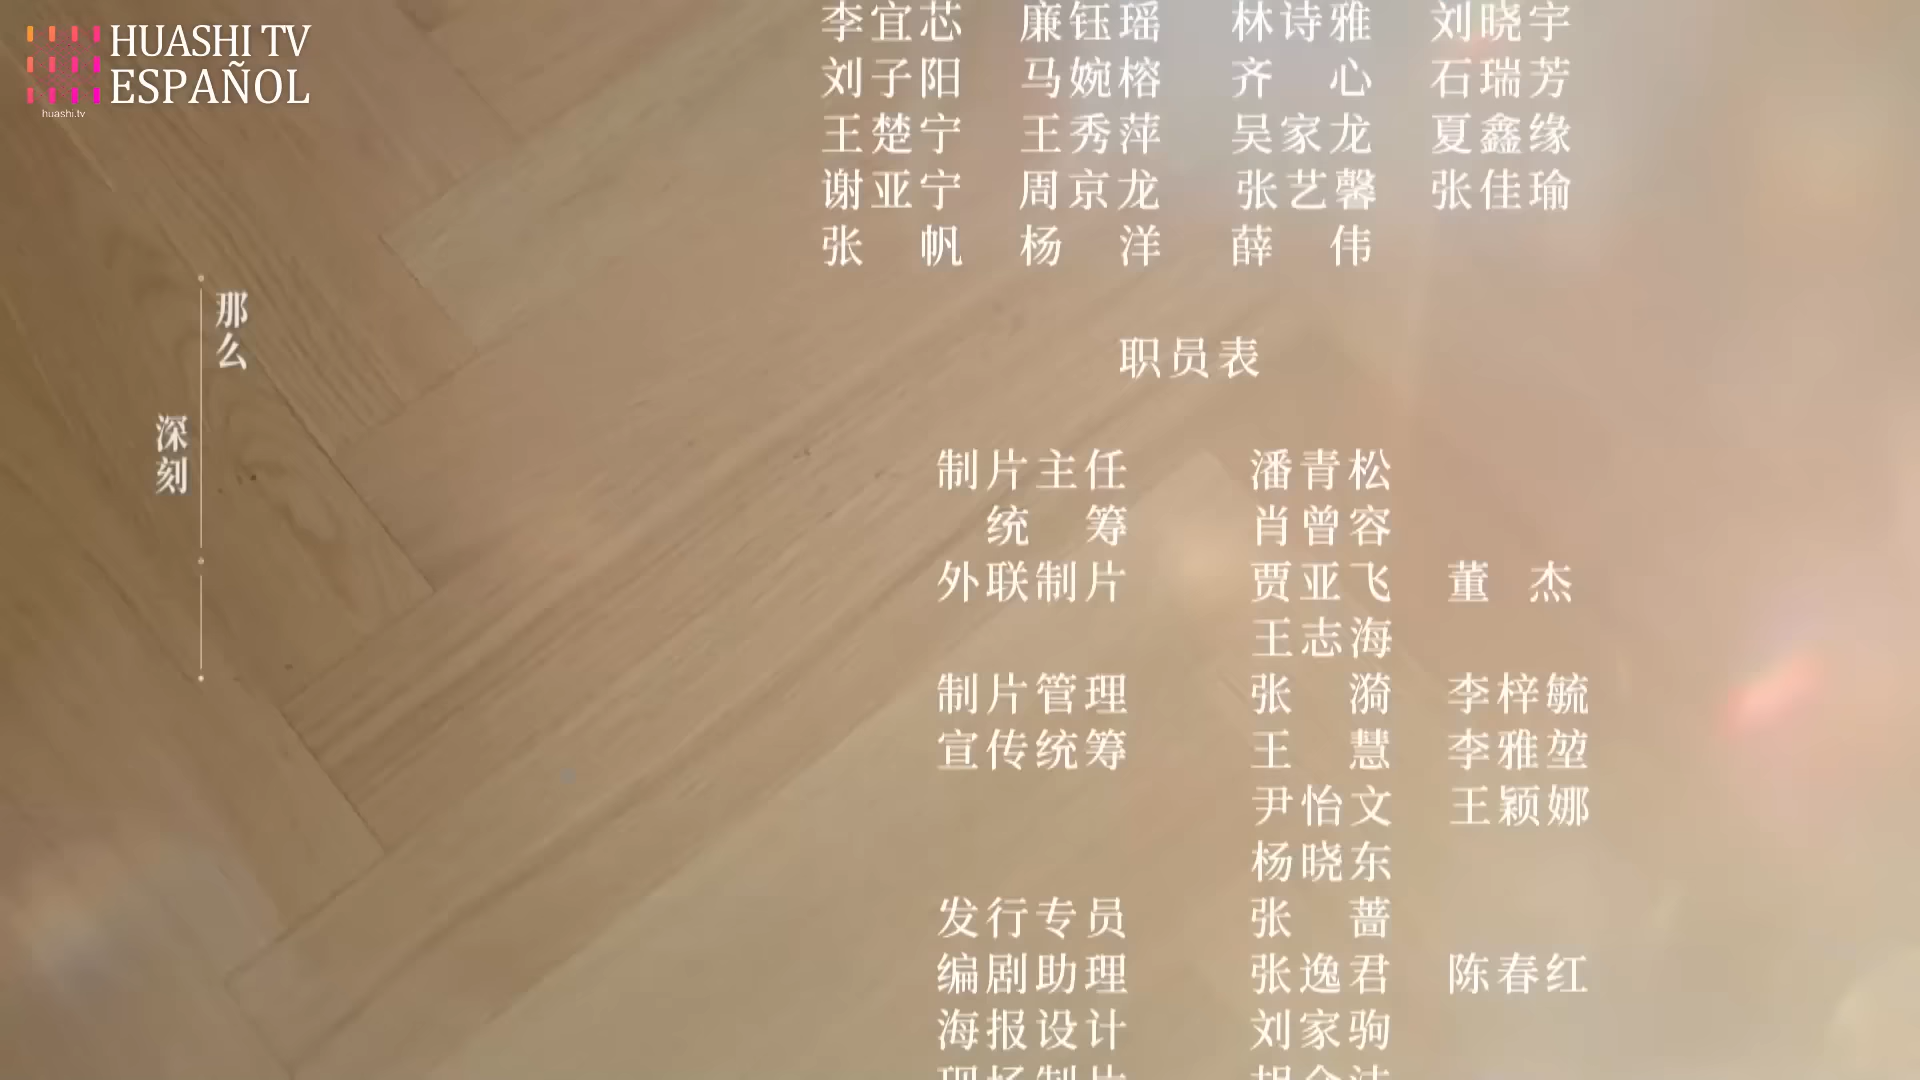 HUASHI TV
ESPAÑOL
huashi.tv
那么
深刻
李宜芯 廉钰瑶 林诗雅 刘晓宇
刘子阳 马婉榕 齐 心 石瑞芳
王楚宁 王秀萍 吴家龙 夏鑫缘
谢亚宁 周京龙 张艺馨 张佳瑜
张 帆 杨 洋 薛 伟
职员表
制片主任 潘青松
统 筹 肖曾容
外联制片 贾亚飞 董 杰
王志海
制片管理 张 漪 李梓毓
宣传统筹 王 慧 李雅堃
尹怡文 王颖娜
杨晓东
发行专员 张 蔷
编剧助理 张逸君 陈春红
海报设计 刘家驹
现场制片